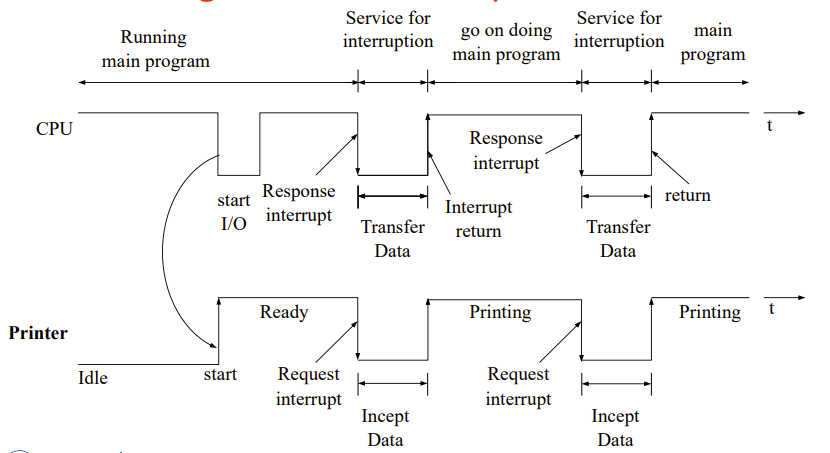 Running
main program
Service for
interruption
go on doing
main program
Service for
interruption
main
program
CPU
t
start
I/O
Response
interrupt
Transfer
Data
Interrupt
return
Response
interrupt
Transfer
Data
return
Printer
Idle
start
Ready
Request
interrupt
Incept
Data
Printing
Request
interrupt
Incept
Data
Printing
t